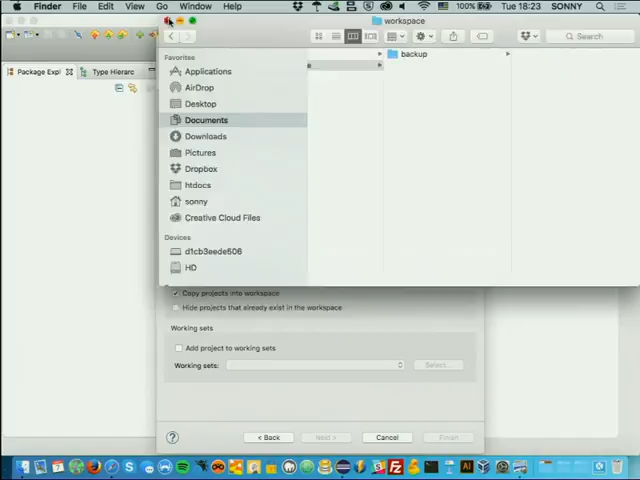 Finder File Edit View Go Window Help 100% Tue 18:23 SONNY
workspace
Search
Package Expl Type Hierarc
Favorites
Applications
AirDrop
Desktop
Documents
Downloads
Pictures
Dropbox
htdocs
sonny
Creative Cloud Files
Devices
d1cb3eede506
HD
backup
Copy projects into workspace
Hide projects that already exist in the workspace
Working sets
Add project to working sets
Working sets:
Select...
?
< Back Next > Cancel Finish